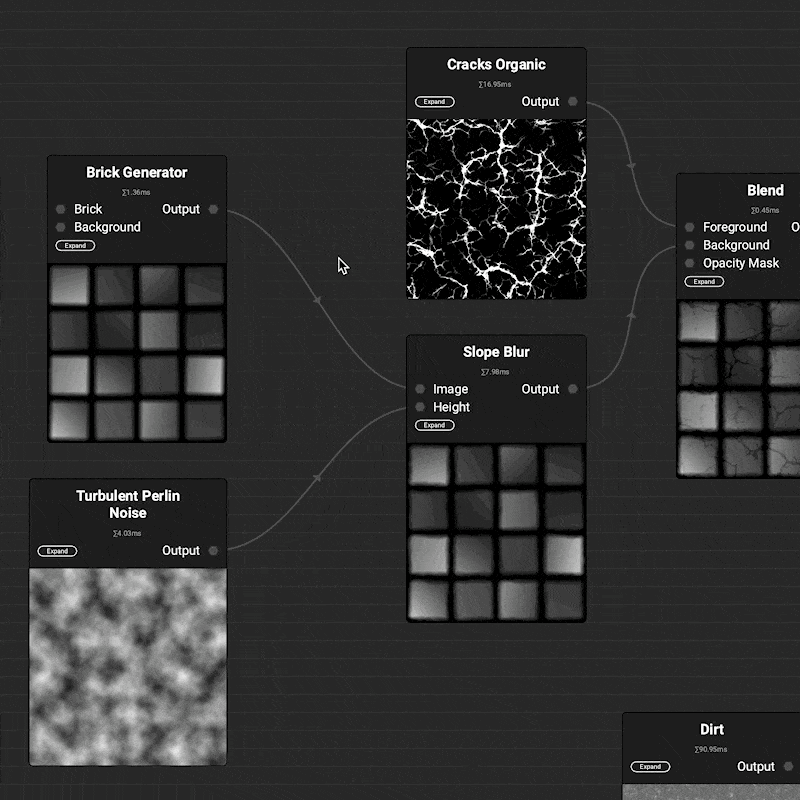 Cracks Organic
∑16.95ms
Expand
Output
Brick Generator
∑1.36ms
Brick
Output
Background
Expand
Blend
∑0.45ms
Foreground
Background
Opacity Mask
Expand
Slope Blur
∑7.98ms
Image
Output
Height
Expand
Turbulent Perlin
Noise
∑4.03ms
Expand
Output
Dirt
∑90.95ms
Expand
Output